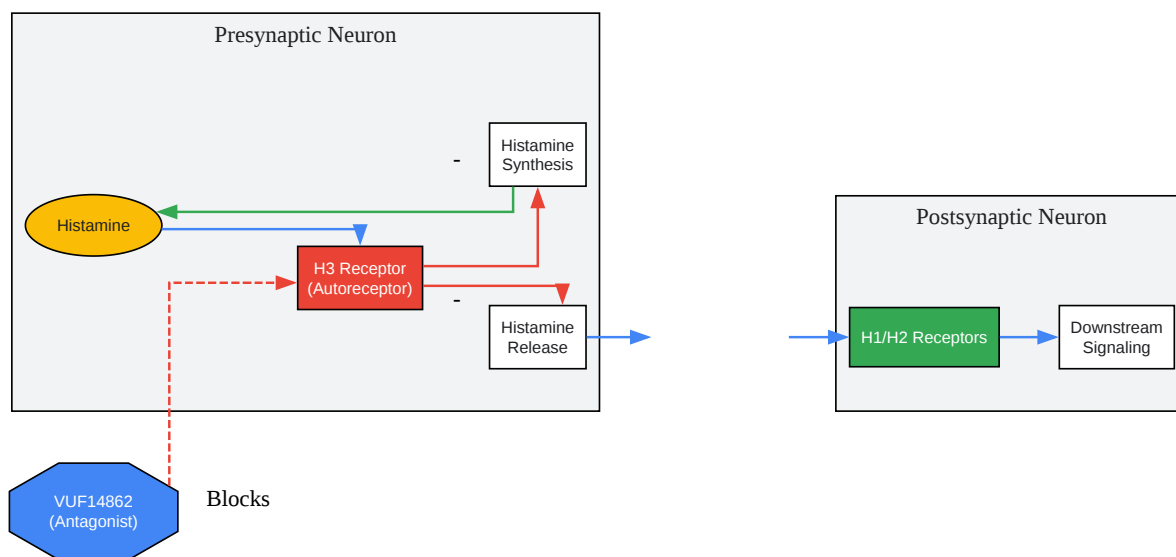 Presynaptic Neuron
Histamine
Synthesis
-
Histamine
H3 Receptor
(Autoreceptor)
-
Histamine
Release
Postsynaptic Neuron
H1/H2 Receptors
Downstream
Signaling
VUF14862
(Antagonist)
Blocks